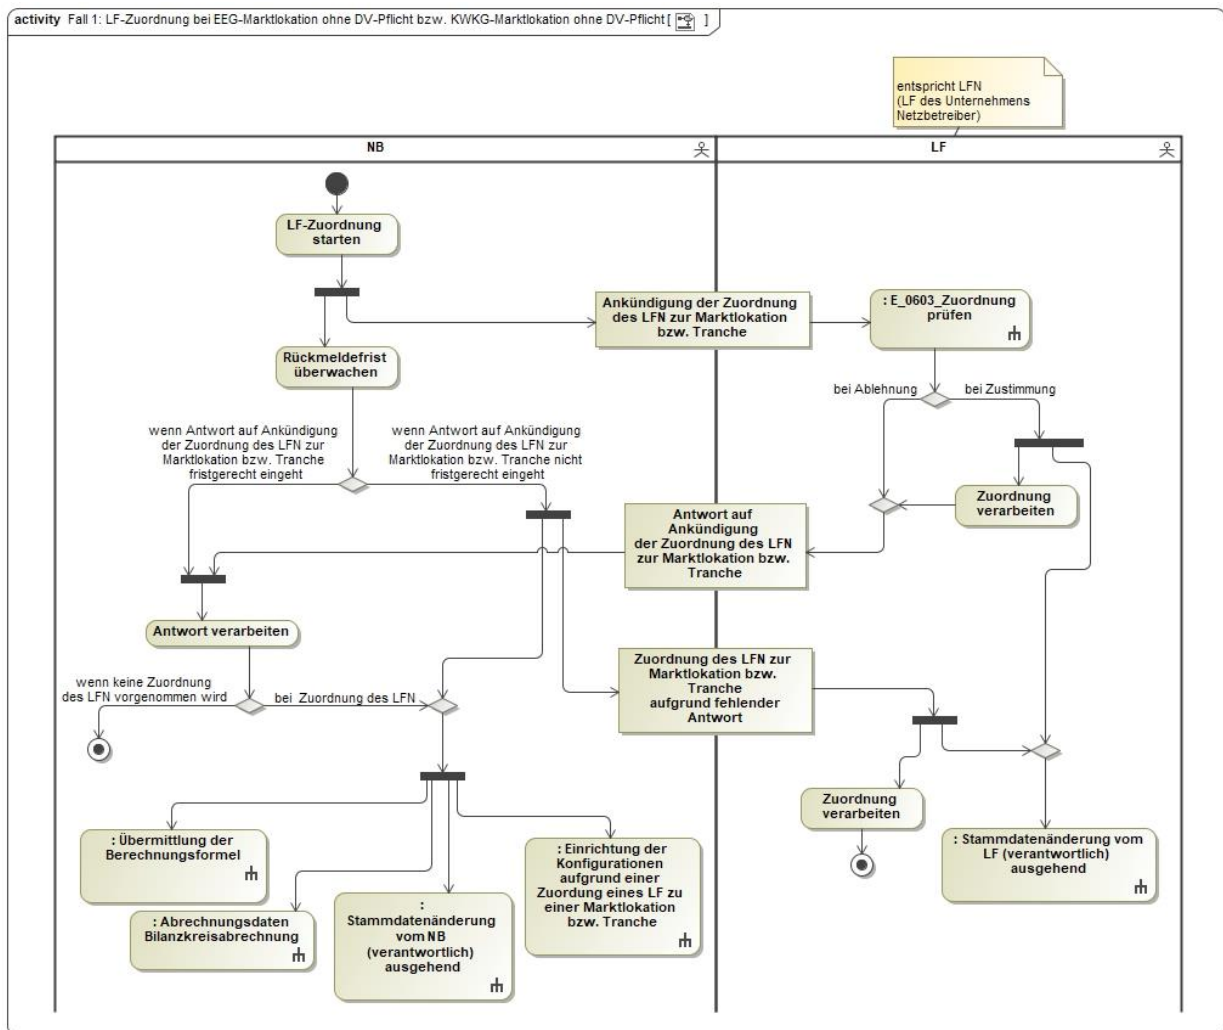 activity Fall 1: LF-Zuordnung bei EEG-Marktlokation ohne DV-Pflicht bzw. KWKG-Marktlokation ohne DV-Pflicht [ ]
entspricht LFN
(LF des Unternehmens
Netzbetreiber)
NB
LF
LF-Zuordnung
starten
Ankündigung der Zuordnung
des LFN zur Marktlokation
bzw. Tranche
: E_0603_Zuordnung
prüfen
Rückmeldefrist
überwachen
bei Ablehnung
bei Zustimmung
wenn Antwort auf Ankündigung
der Zuordnung des LFN zur
Marktlokation bzw. Tranche
fristgerecht eingeht
wenn Antwort auf Ankündigung
der Zuordnung des LFN zur
Marktlokation bzw. Tranche nicht
fristgerecht eingeht
Zuordnung
verarbeiten
Antwort auf
Ankündigung
der Zuordnung des LFN
zur Marktlokation bzw.
Tranche
Antwort verarbeiten
wenn keine Zuordnung
des LFN vorgenommen wird
bei Zuordnung des LFN
Zuordnung des LFN zur
Marktlokation bzw.
Tranche
aufgrund fehlender
Antwort
Zuordnung
verarbeiten
: Übermittlung der
Berechnungsformel
: Abrechnungsdaten
Bilanzkreisabrechnung
:
Stammdatenänderung
vom NB
(verantwortlich)
ausgehend
: Einrichtung der
Konfigurationen
aufgrund einer
Zuordung eines LF zu
einer Marktlokation
bzw. Tranche
: Stammdatenänderung vom
LF (verantwortlich)
ausgehend